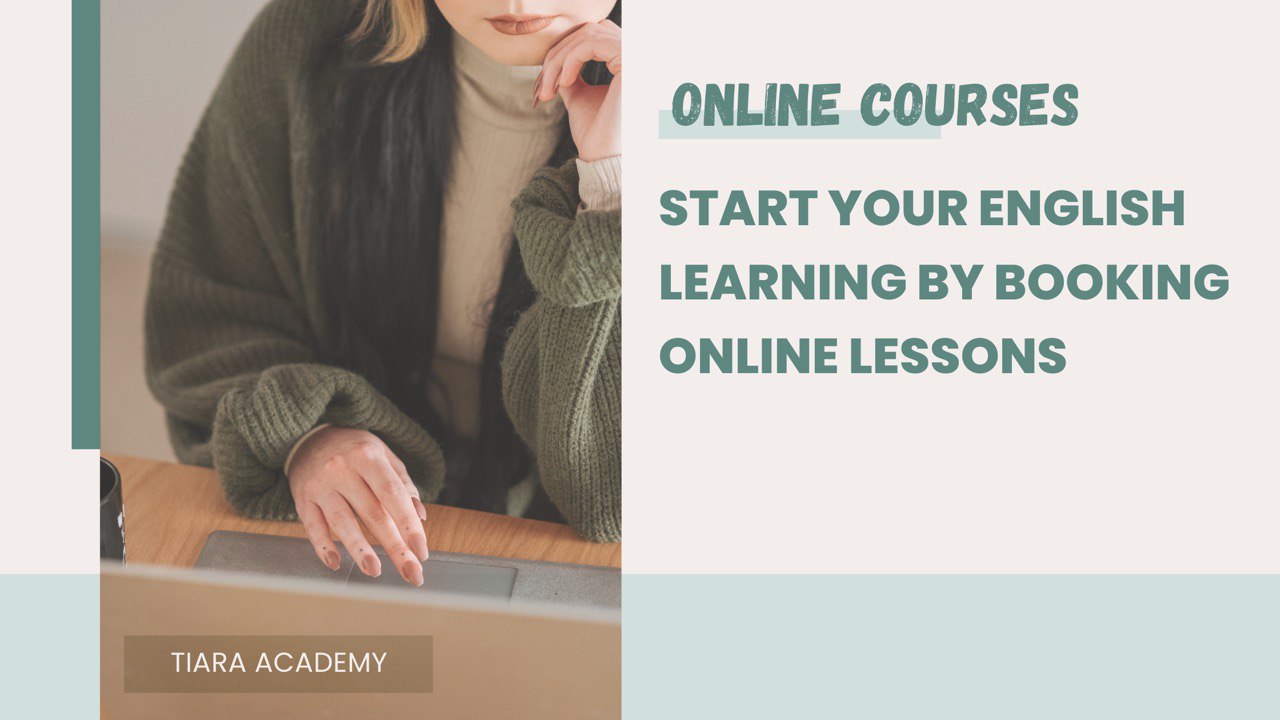 ONLINE COURSES
START YOUR ENGLISH
LEARNING BY BOOKING
ONLINE LESSONS
TIARA ACADEMY